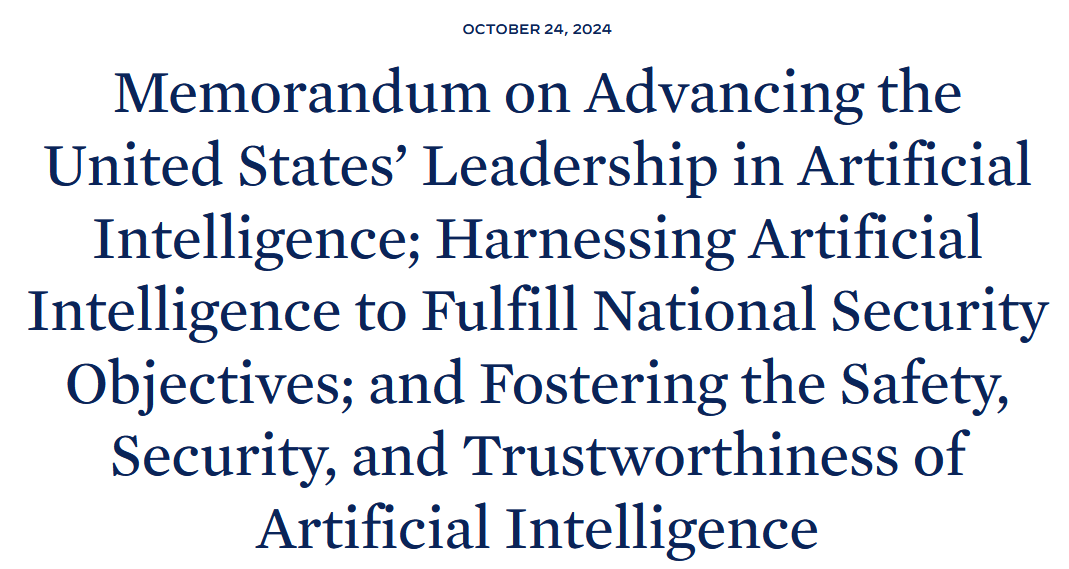 OCTOBER 24, 2024
Memorandum on Advancing the
United States’ Leadership in Artificial
Intelligence; Harnessing Artificial
Intelligence to Fulfill National Security
Objectives; and Fostering the Safety,
Security, and Trustworthiness of
Artificial Intelligence